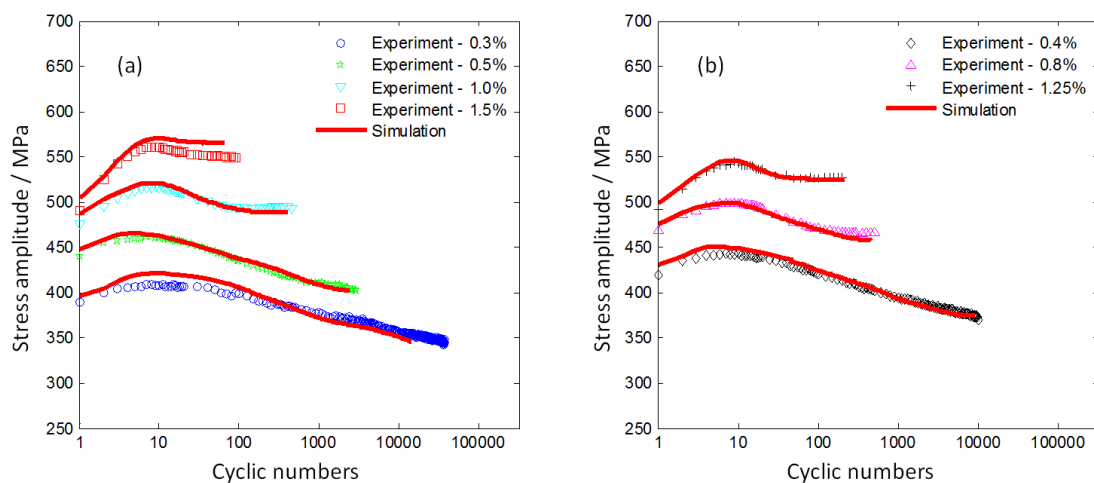 (a)
Experiment - 0.3%
Experiment - 0.5%
Experiment - 1.0%
Experiment - 1.5%
Simulation
700
650
600
550
500
450
400
350
300
250
Stress amplitude / MPa
1
10
100
1000
10000
100000
Cyclic numbers
(b)
Experiment - 0.4%
Experiment - 0.8%
Experiment - 1.25%
Simulation
700
650
600
550
500
450
400
350
300
250
Stress amplitude / MPa
1
10
100
1000
10000
100000
Cyclic numbers